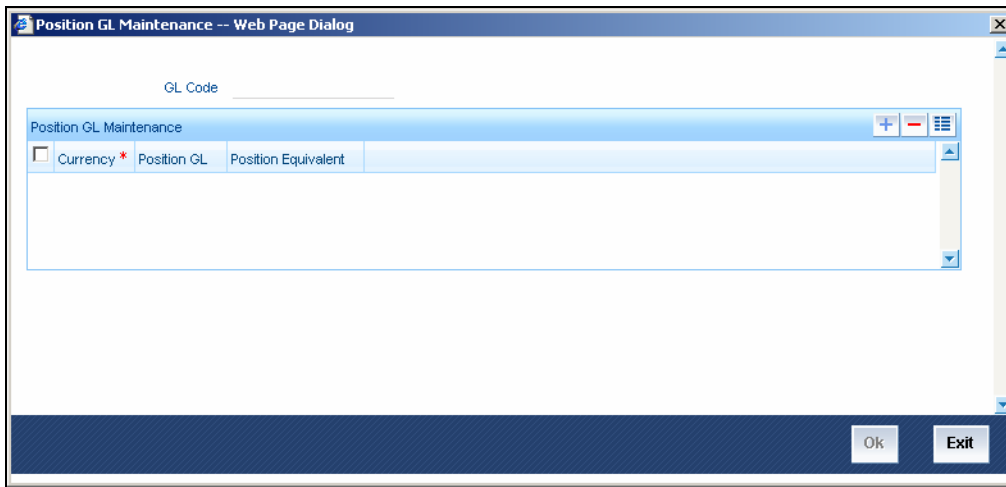 Position GL Maintenance -- Web Page Dialog
GL Code
Position GL Maintenance
Currency * Position GL Position Equivalent
Ok Exit